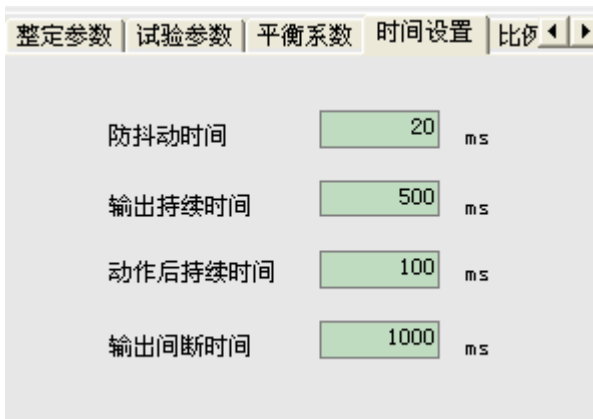 整定参数 试验参数 平衡系数 时间设置 比例
防抖动时间 20 ms
输出持续时间 500 ms
动作后持续时间 100 ms
输出间断时间 1000 ms